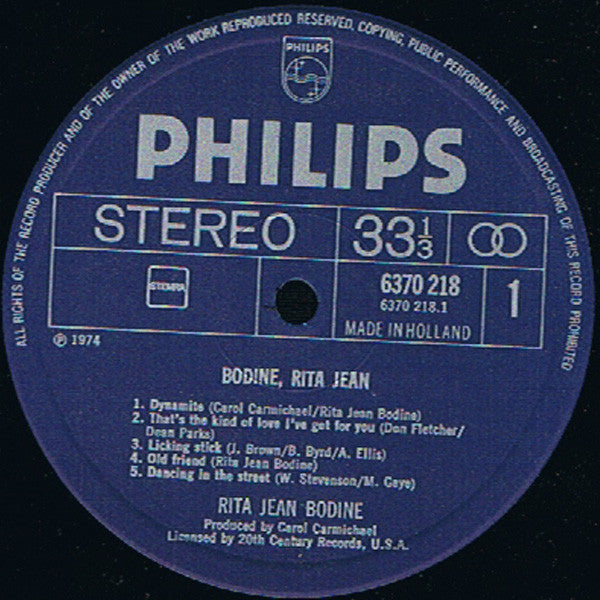 ALL RIGHTS OF THE RECORD PRODUCER AND OF THE OWNER OF THE WORK REPRODUCED RESERVED, COPYING, PUBLIC PERFORMANCE AND BROADCASTING OF THIS RECORD PROHIBITED
PHILIPS
PHILIPS
STEREO 33 1/3
STEMRA 6370 218 1
6370 218.1
MADE IN HOLLAND
℗ 1974
BODINE, RITA JEAN
1. Dynamite (Carol Carmichael/Rita Jean Bodine)
2. That's the kind of love I've got for you (Don Fletcher/
Dean Parks)
3. Licking stick (J. Brown/B. Byrd/A. Ellis)
4. Old friend (Rita Jean Bodine)
5. Dancing in the street (W. Stevenson/M. Gaye)
RITA JEAN BODINE
Produced by Carol Carmichael
Licensed by 20th Century Records, U.S.A.